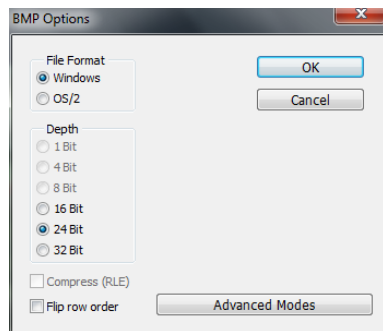 BMP Options
File Format
Windows
OS/2
OK
Cancel
Depth
1 Bit
4 Bit
8 Bit
16 Bit
24 Bit
32 Bit
Compress (RLE)
Flip row order
Advanced Modes